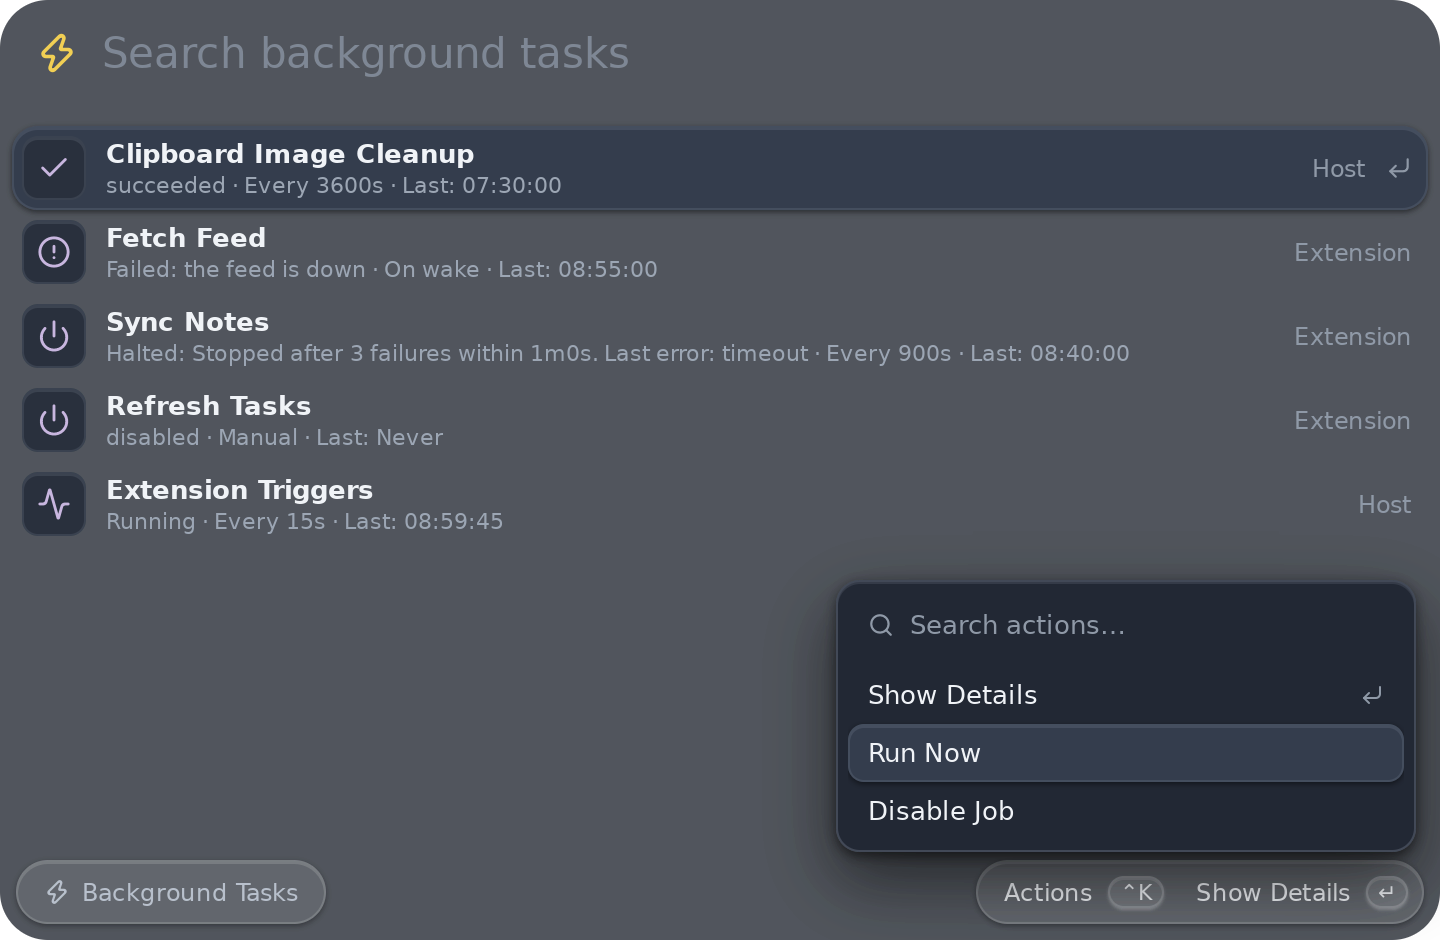 Search background tasks
Clipboard Image Cleanup
succeeded · Every 3600s · Last: 07:30:00
Host
Fetch Feed
Failed: the feed is down · On wake · Last: 08:55:00
Extension
Sync Notes
Halted: Stopped after 3 failures within 1m0s. Last error: timeout · Every 900s · Last: 08:40:00
Extension
Refresh Tasks
disabled · Manual · Last: Never
Extension
Extension Triggers
Running · Every 15s · Last: 08:59:45
Host
Search actions...
Show Details
Run Now
Disable Job
Background Tasks
Actions ^K Show Details